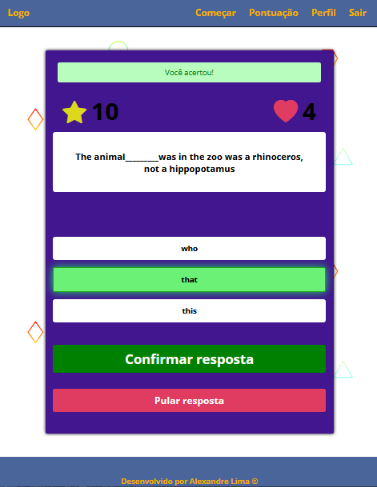 Logo Começar Pontuação Perfil Sair
Você acertou!
10 4
The animal________was in the zoo was a rhinoceros,
not a hippopotamus
who
that
this
Confirmar resposta
Pular resposta
Desenvolvido por Alexandre Lima ©